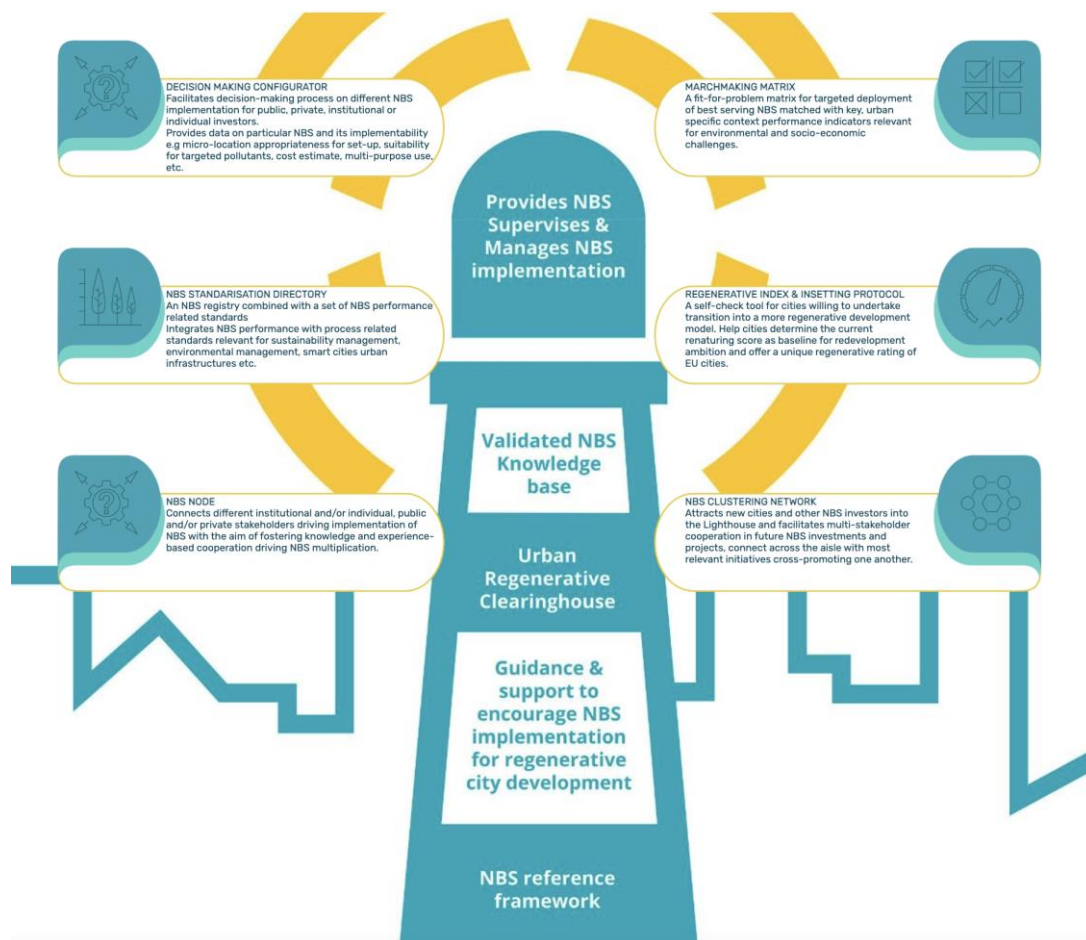 DECISION MAKING CONFIGURATOR
Facilitates decision-making process on different NBS
implementation for public, private, institutional or
individual investors.
Provides data on particular NBS and its implementability
e.g micro-location appropriateness for set-up, suitability
for targeted pollutants, cost estimate, multi-purpose use,
etc.
MARCHMAKING MATRIX
A fit-for-problem matrix for targeted deployment
of best serving NBS matched with key, urban
specific context performance indicators relevant
for environmental and socio-economic
challenges.
Provides NBS
Supervises &
Manages NBS
implementation
NBS STANDARISATION DIRECTORY
An NBS registry combined with a set of NBS performance
related standards
Integrates NBS performance with process related
standards relevant for sustainability management,
environmental management, smart cities urban
infrastructures etc.
REGENERATIVE INDEX & INSETTING PROTOCOL
A self-check tool for cities willing to undertake
transition into a more regenerative development
model. Help cities determine the current
renaturing score as baseline for redevelopment
ambition and offer a unique regenerative rating of
EU cities.
Validated NBS
Knowledge
base
NBS NODE
Connects different institutional and/or individual, public
and/or private stakeholders driving implementation of
NBS with the aim of fostering knowledge and experience-
based cooperation driving NBS multiplication.
NBS CLUSTERING NETWORK
Attracts new cities and other NBS investors into
the Lighthouse and facilitates multi-stakeholder
cooperation in future NBS investments and
projects, connect across the aisle with most
relevant initiatives cross-promoting one another.
Urban
Regenerative
Clearinghouse
Guidance &
support to
encourage NBS
implementation
for regenerative
city development
NBS reference
framework